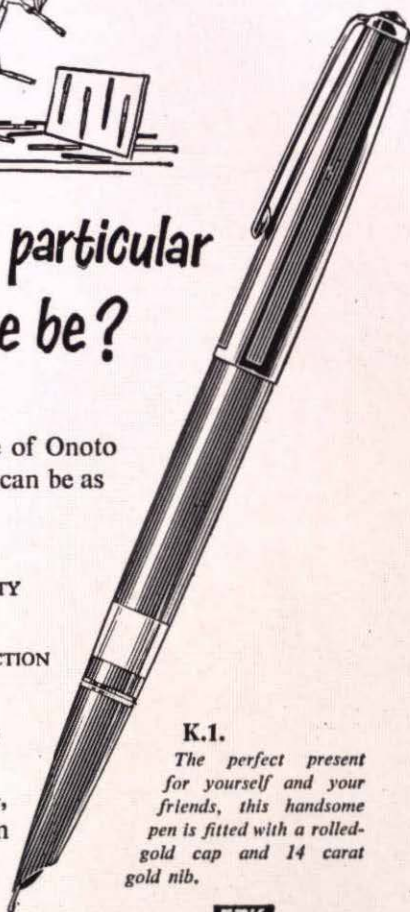 particular
e be?
e of Onoto
can be as
TY
CTION
K.1.
The perfect present
for yourself and your
friends, this handsome
pen is fitted with a rolled-
gold cap and 14 carat
gold nib.